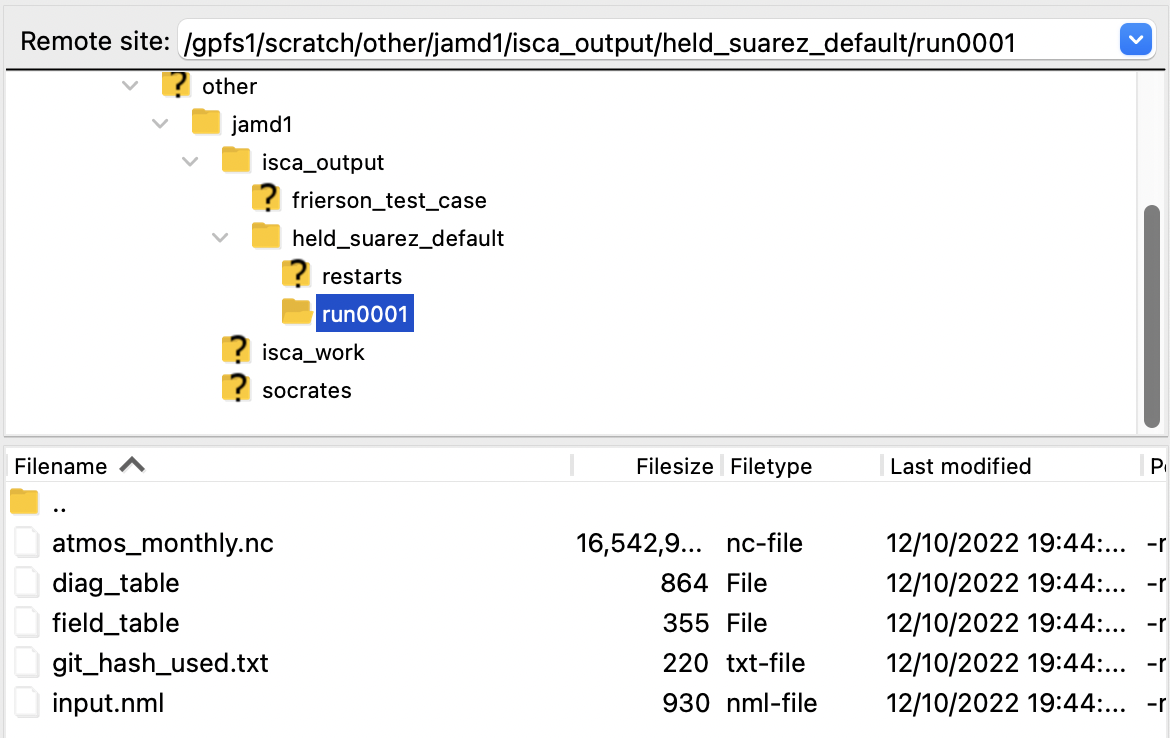 Remote site: /gpfs1/scratch/other/jamd1/isca_output/held_suarez_default/run0001
other
jamd1
isca_output
frierson_test_case
held_suarez_default
restarts
run0001
isca_work
socrates
Filename Filesize Filetype Last modified
..
atmos_monthly.nc 16,542,9... nc-file 12/10/2022 19:44:... -r
diag_table 864 File 12/10/2022 19:44:... -r
field_table 355 File 12/10/2022 19:44:... -r
git_hash_used.txt 220 txt-file 12/10/2022 19:44:... -r
input.nml 930 nml-file 12/10/2022 19:44:... -r